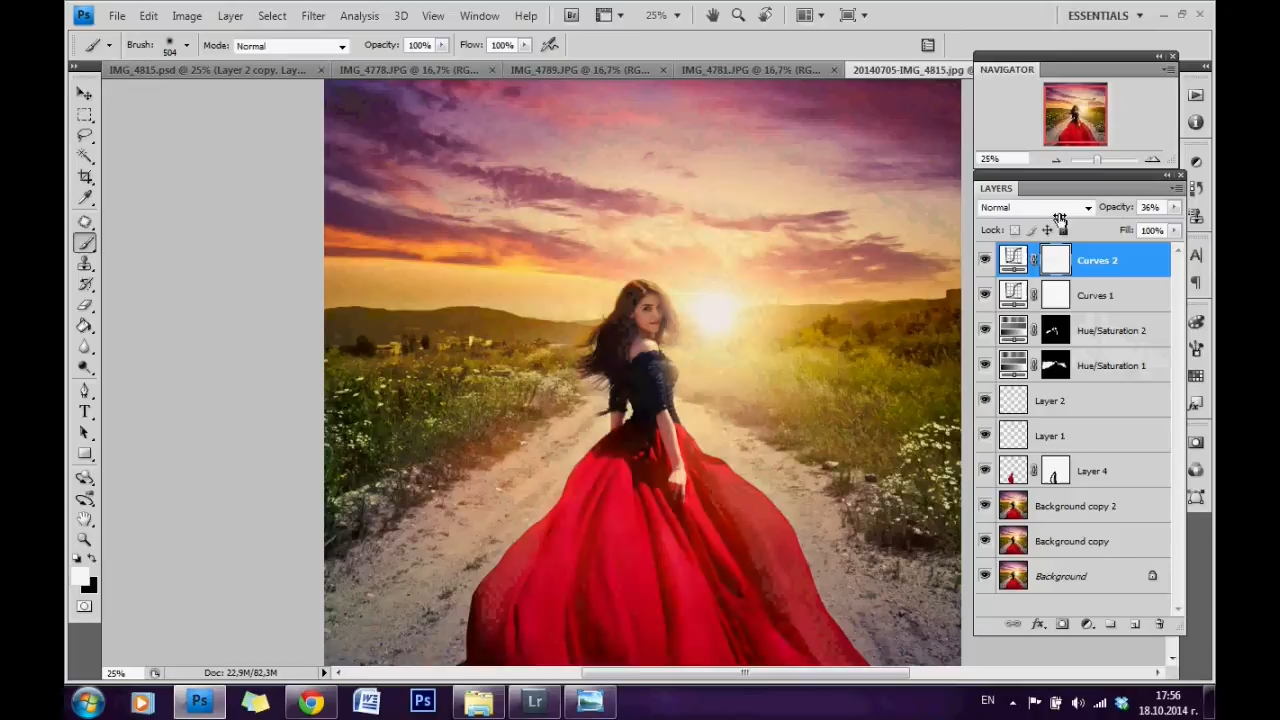 Ps File Edit Image Layer Select Filter Analysis 3D View Window Help Br 25% ESSENTIALS
Brush: 504 Mode: Normal Opacity: 100% Flow: 100%
IMG_4815.psd @ 25% (Layer 2 copy, Lay... IMG_4778.JPG @ 16,7% (RG... IMG_4789.JPG @ 16,7% (RG... IMG_4781.JPG @ 16,7% (RG... 20140705-IMG_4815.jpg @
NAVIGATOR
25%
LAYERS
Normal Opacity: 36%
Lock: Fill: 100%
Curves 2
Curves 1
Hue/Saturation 2
Hue/Saturation 1
Layer 2
Layer 1
Layer 4
Background copy 2
Background copy
Background
25% Doc: 22,9M/82,3M
Ps W Ps Lr EN 17:56
18.10.2014 г.